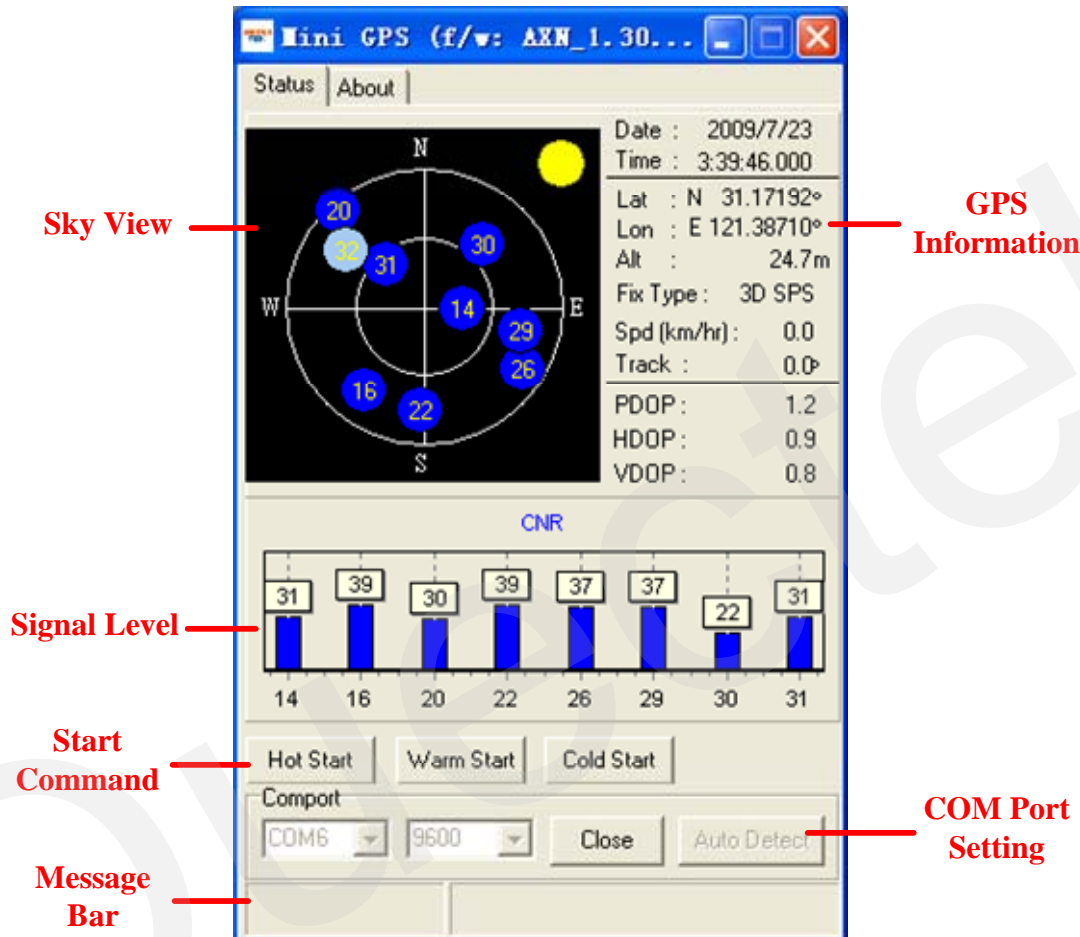 Mini GPS (f/w: AXN_1.30...
Status About
Sky View
N
W
E
S
20
32
31
30
14
29
26
16
22
Date : 2009/7/23
Time : 3:39:46.000
Lat : N 31.17192°
Lon : E 121.38710°
Alt : 24.7m
Fix Type : 3D SPS
Spd (km/hr) : 0.0
Track : 0.0°
PDOP : 1.2
HDOP : 0.9
VDOP : 0.8
GPS
Information
CNR
Signal Level
31 39 30 39 37 37 22 31
14 16 20 22 26 29 30 31
Start
Command
Hot Start Warm Start Cold Start
Comport
COM6 9600 Close Auto Detect
COM Port
Setting
Message
Bar
Quectel